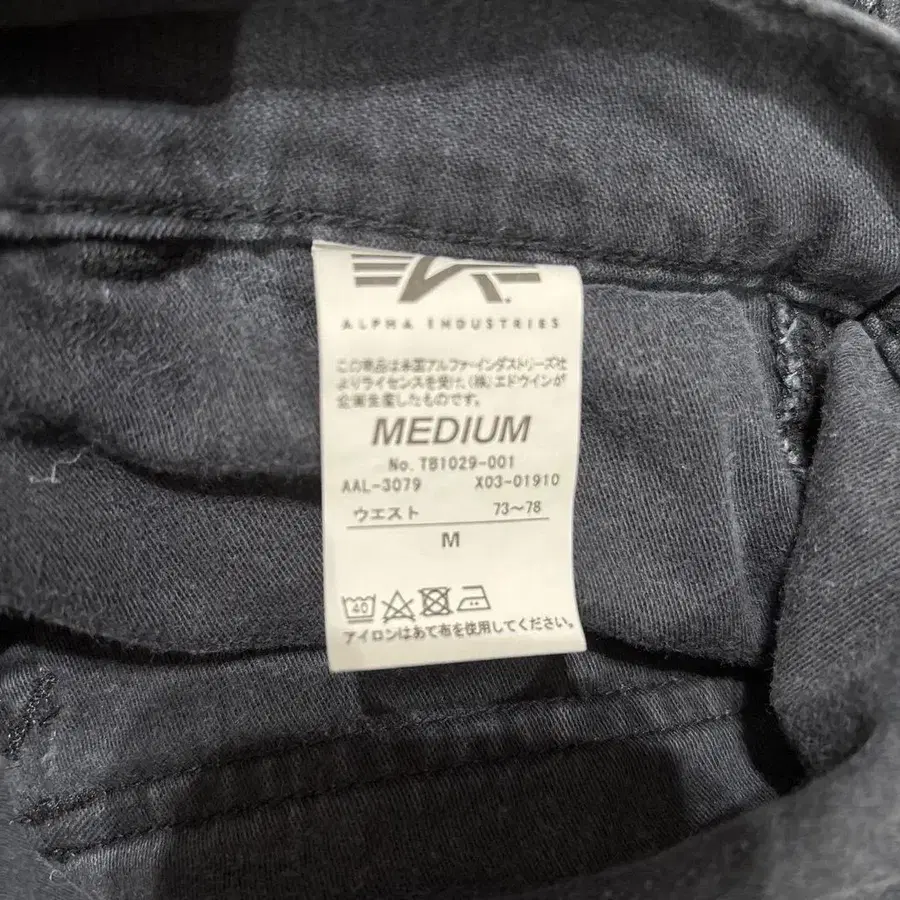 ALPHA INDUSTRIES
この商品は米国アルファーインダストリーズ社
よりライセンスを受け、(株)エドウインが
企画生産したものです。
MEDIUM
No. TB1029-001
AAL-3079 X03-01910
ウエスト 73〜78
M
40
アイロンはあて布を使用してください。